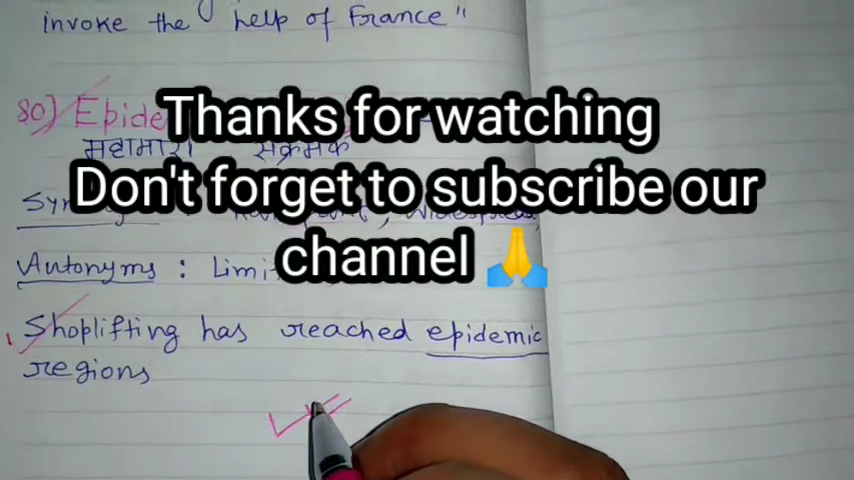 invoke the help of France"
80) Epide
महामारी संक्रामक
Thanks for watching
Don't forget to subscribe our
channel 🙏
Antonyms : Limi
Shoplifting has reached epidemic
regions